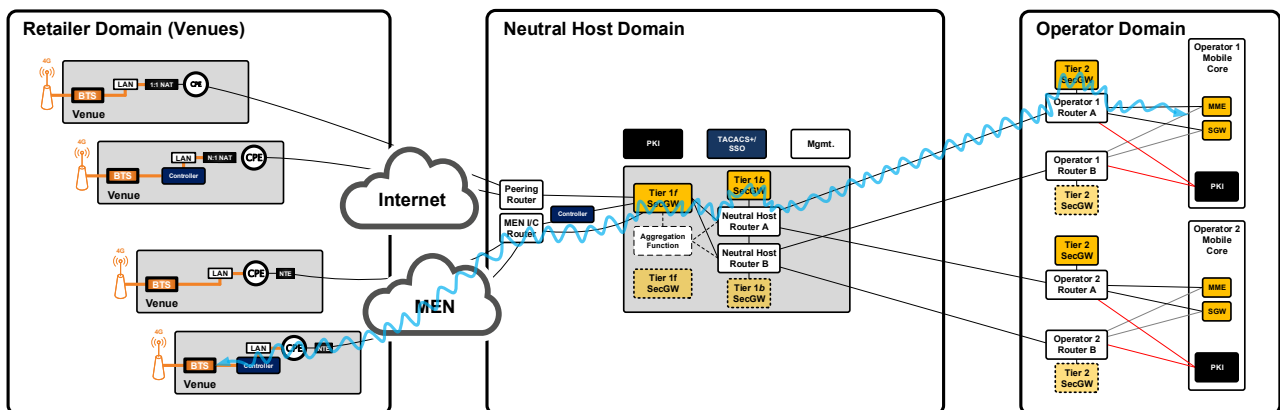 Retailer Domain (Venues)
4G
BTS
LAN
1:1 NAT
CPE
Venue
4G
BTS
LAN
N:1 NAT
CPE
Controller
Venue
4G
BTS
LAN
CPE
NTE
Venue
4G
BTS
LAN
CPE
NTE
Controller
Venue
Internet
MEN
Neutral Host Domain
Peering
Router
MEN I/C
Router
Controller
PKI
TACACS+/
SSO
Mgmt.
Tier 1f
SecGW
Tier 1b
SecGW
Neutral Host
Router A
Aggregation
Function
Neutral Host
Router B
Tier 1f
SecGW
Tier 1b
SecGW
Operator Domain
Tier 2
SecGW
Operator 1
Router A
Operator 1
Router B
Tier 2
SecGW
Operator 1
Mobile
Core
MME
SGW
PKI
Tier 2
SecGW
Operator 2
Router A
Operator 2
Router B
Tier 2
SecGW
Operator 2
Mobile
Core
MME
SGW
PKI